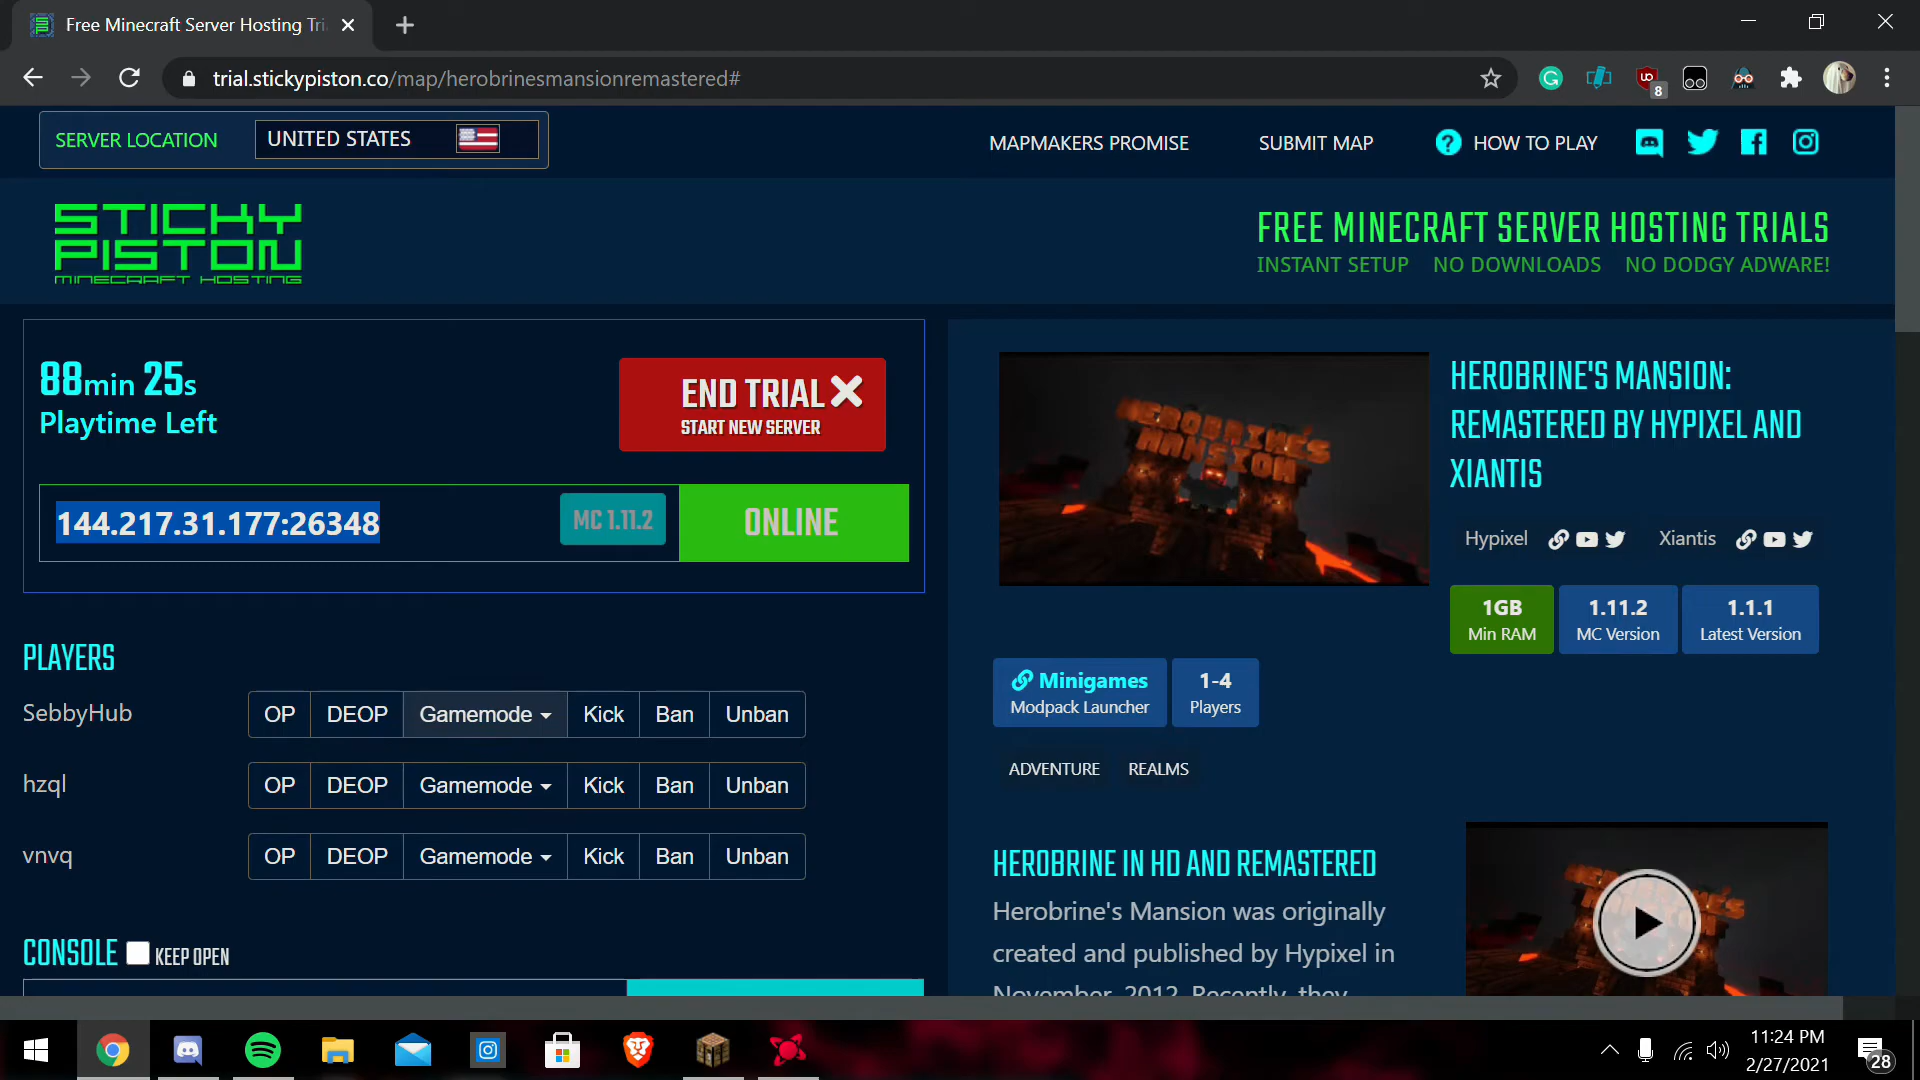 Free Minecraft Server Hosting Tri
trial.stickypiston.co/map/herobrinesmansionremastered#
8
SERVER LOCATION
UNITED STATES
MAPMAKERS PROMISE
SUBMIT MAP
HOW TO PLAY
STICKY
PISTON
MINECRAFT HOSTING
FREE MINECRAFT SERVER HOSTING TRIALS
INSTANT SETUP NO DOWNLOADS NO DODGY ADWARE!
88min 25s
Playtime Left
END TRIAL
START NEW SERVER
144.217.31.177:26348
MC 1.11.2
ONLINE
PLAYERS
SebbyHub OP DEOP Gamemode Kick Ban Unban
hzql OP DEOP Gamemode Kick Ban Unban
vnvq OP DEOP Gamemode Kick Ban Unban
CONSOLE KEEP OPEN
HEROBRINE'S
MANSION
HEROBRINE'S MANSION:
REMASTERED BY HYPIXEL AND
XIANTIS
Hypixel
Xiantis
1GB
Min RAM
1.11.2
MC Version
1.1.1
Latest Version
Minigames
Modpack Launcher
1-4
Players
ADVENTURE
REALMS
HEROBRINE IN HD AND REMASTERED
Herobrine's Mansion was originally
created and published by Hypixel in
November, 2012. Recently, they
11:24 PM
2/27/2021
28